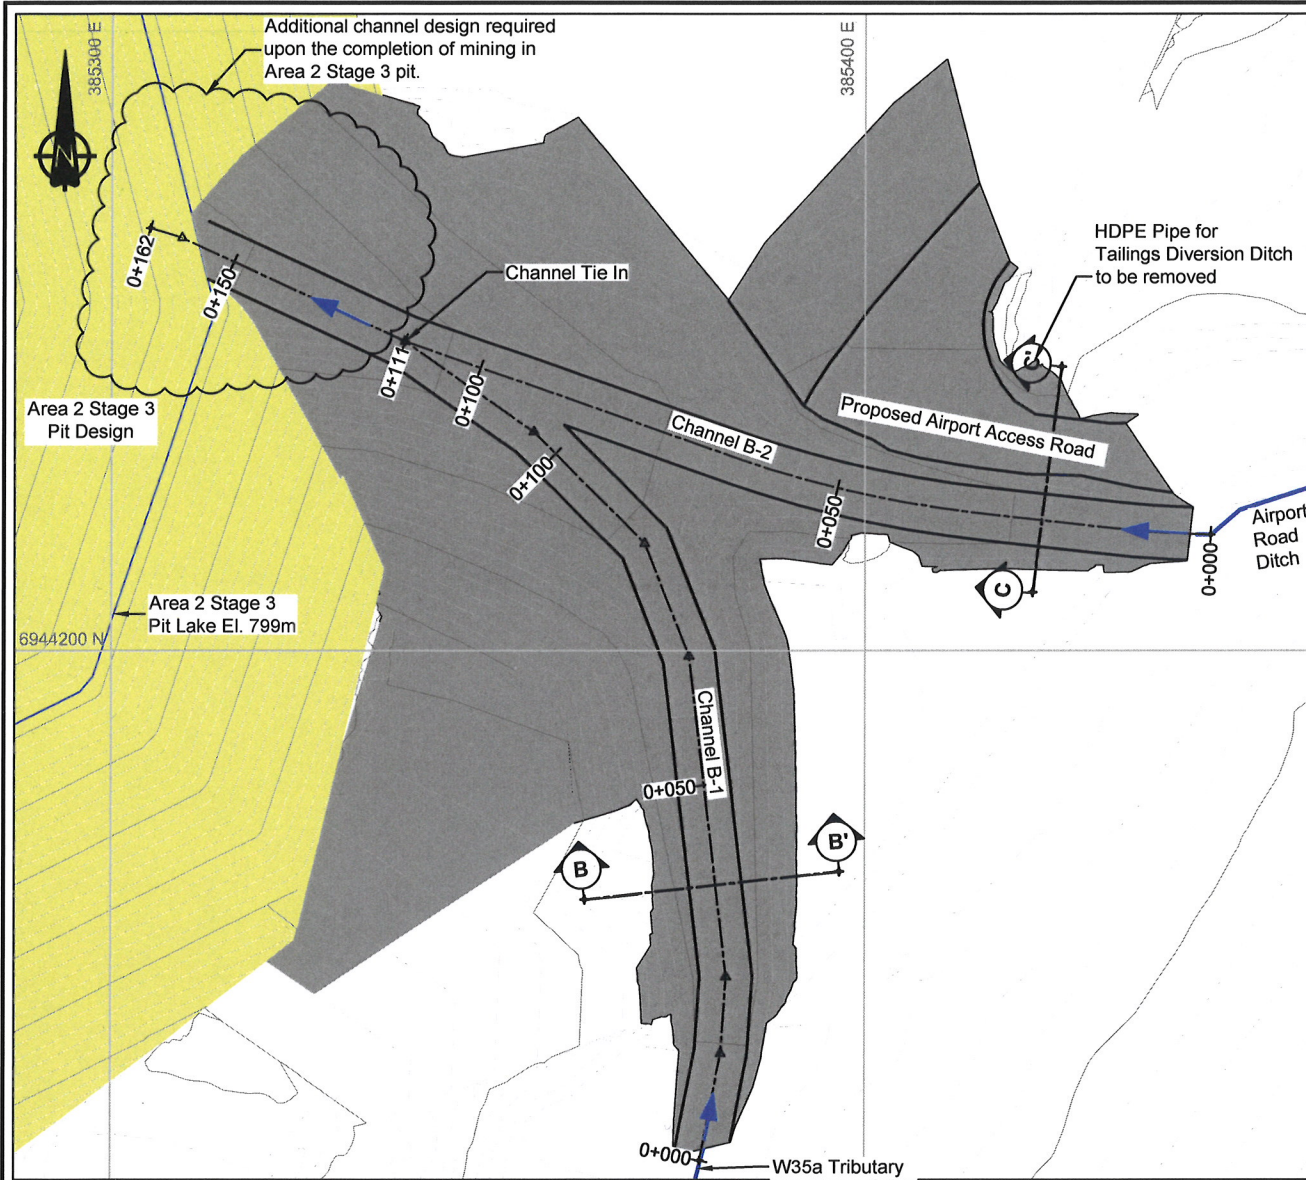 Additional channel design required
upon the completion of mining in
Area 2 Stage 3 pit.
385300 E
385400 E
N
HDPE Pipe for
Tailings Diversion Ditch
to be removed
0+162
0+150
Channel Tie In
C'
0+111
0+100
Area 2 Stage 3
Pit Design
Proposed Airport Access Road
Channel B-2
0+100
0+050
Airport
Road
Ditch
0+000
C
Area 2 Stage 3
Pit Lake El. 799m
6944200 N
Channel B-1
0+050
B
B'
0+000
W35a Tributary